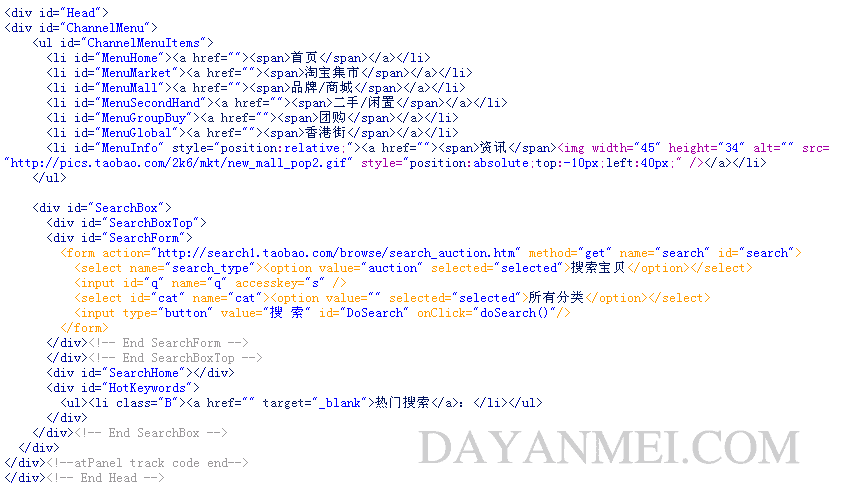 <div id="Head">
<div id="ChannelMenu">
<ul id="ChannelMenuItems">
<li id="MenuHome"><a href=""><span>首页</span></a></li>
<li id="MenuMarket"><a href=""><span>淘宝集市</span></a></li>
<li id="MenuMall"><a href=""><span>品牌/商城</span></a></li>
<li id="MenuSecondHand"><a href=""><span>二手/闲置</span></a></li>
<li id="MenuGroupBuy"><a href=""><span>团购</span></a></li>
<li id="MenuGlobal"><a href=""><span>香港街</span></a></li>
<li id="MenuInfo" style="position:relative;"><a href=""><span>资讯</span><img width="45" height="34" alt="" src=
"http://pics.taobao.com/2k6/mkt/new_mall_pop2.gif" style="position:absolute;top:-10px;left:40px;" /></a></li>
</ul>
<div id="SearchBox">
<div id="SearchBoxTop">
<div id="SearchForm">
<form action="http://search1.taobao.com/browse/search_auction.htm" method="get" name="search" id="search">
<select name="search_type"><option value="auction" selected="selected">搜索宝贝</option></select>
<input id="q" name="q" accesskey="s" />
<select id="cat" name="cat"><option value="" selected="selected">所有分类</option></select>
<input type="button" value="搜 索" id="DoSearch" onClick="doSearch()"/>
</form>
</div><!-- End SearchForm -->
</div><!-- End SearchBoxTop -->
<div id="SearchHome"></div>
<div id="HotKeywords">
<ul><li class="B"><a href="" target="_blank">热门搜索</a>：</li></ul>
</div>
</div><!-- End SearchBox -->
</div>
</div><!--atPanel track code end-->
</div><!-- End Head -->
DAYANMEI.COM